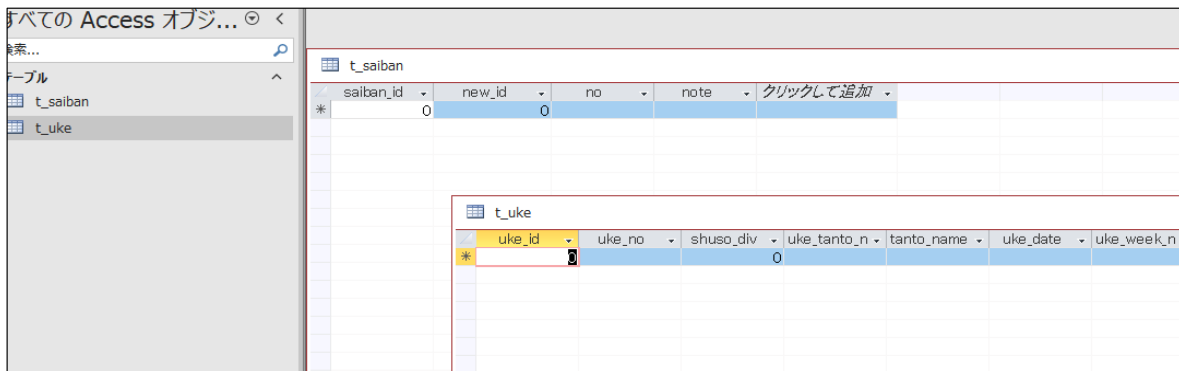 すべての Access オブジ...
検索...
テーブル
t_saiban
t_uke
t_saiban
saiban_id new_id no note クリックして追加
* 0 0
t_uke
uke_id uke_no shuso_div uke_tanto_n tanto_name uke_date uke_week_n
* 0 0